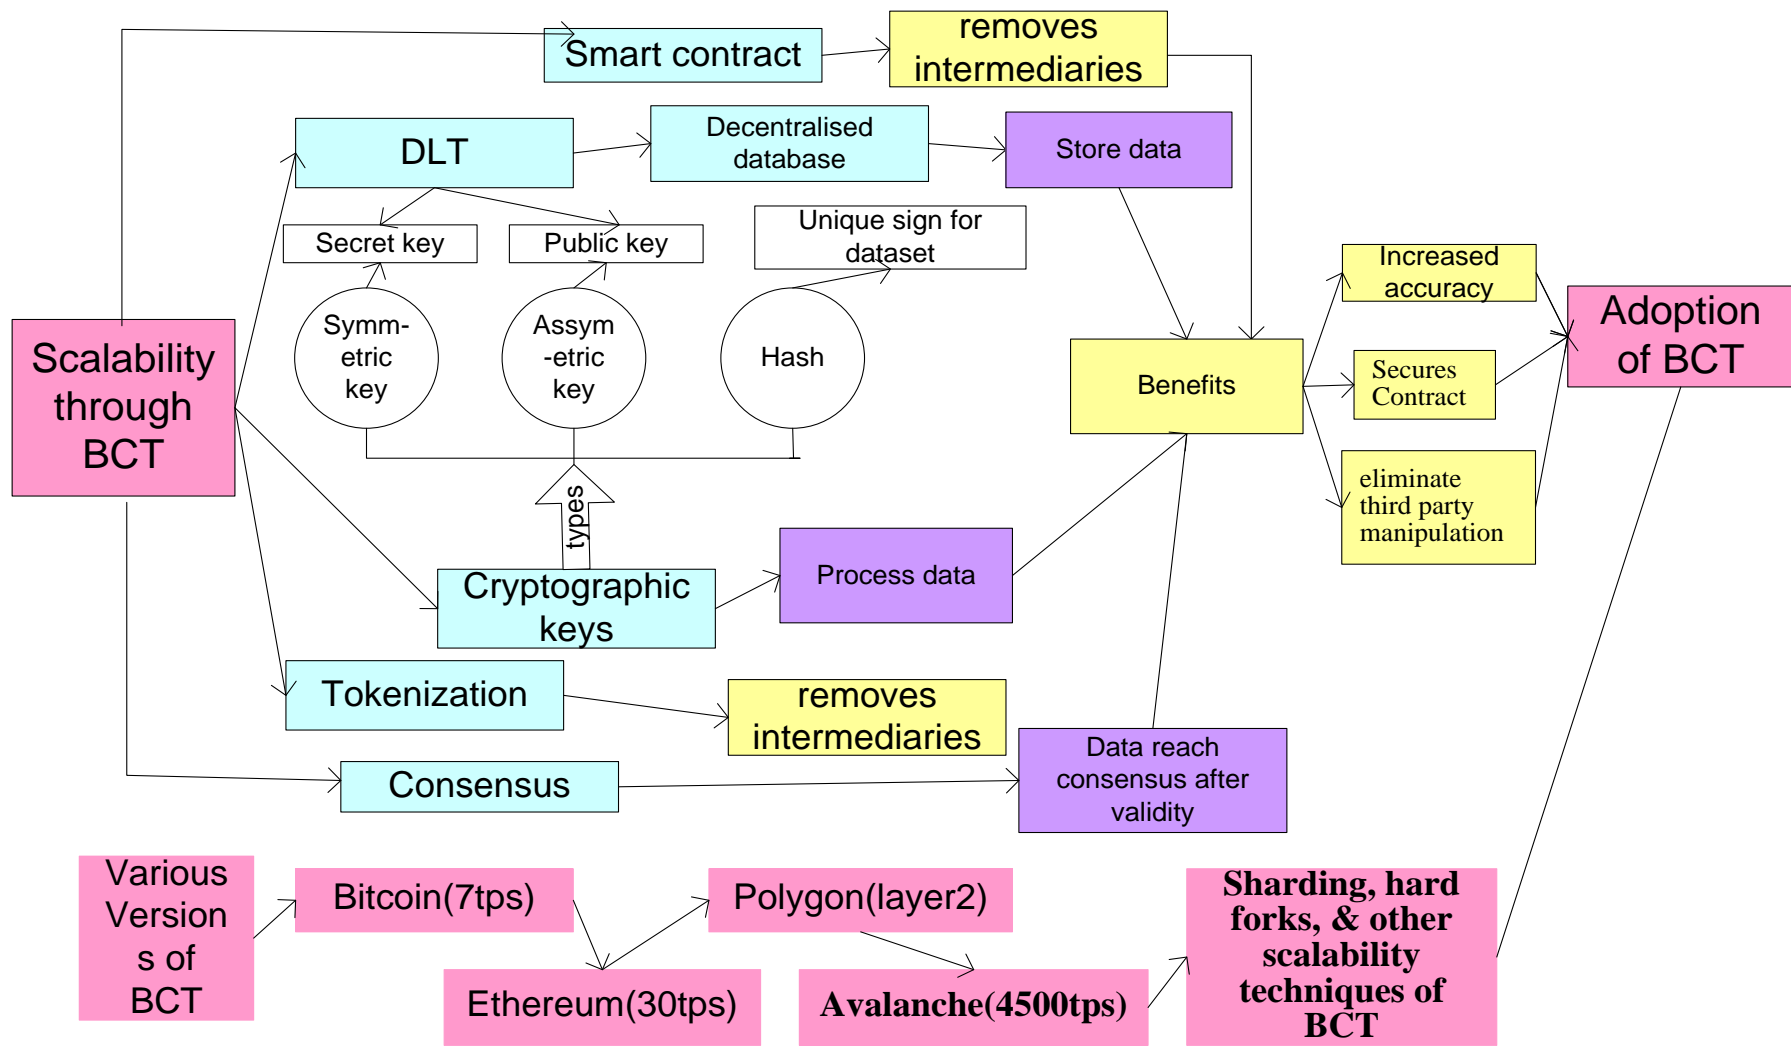 Smart contract
removes
intermediaries
DLT
Decentralised
database
Store data
Secret key
Public key
Unique sign for
dataset
Symm-
etric
key
Assym
-etric
key
Hash
Scalability
through
BCT
Benefits
Increased
accuracy
Secures
Contract
eliminate
third party
manipulation
Adoption
of BCT
types
Cryptographic
keys
Process data
Tokenization
removes
intermediaries
Consensus
Data reach
consensus after
validity
Various
Version
s of
BCT
Bitcoin(7tps)
Ethereum(30tps)
Polygon(layer2)
Avalanche(4500tps)
Sharding, hard
forks, & other
scalability
techniques of
BCT